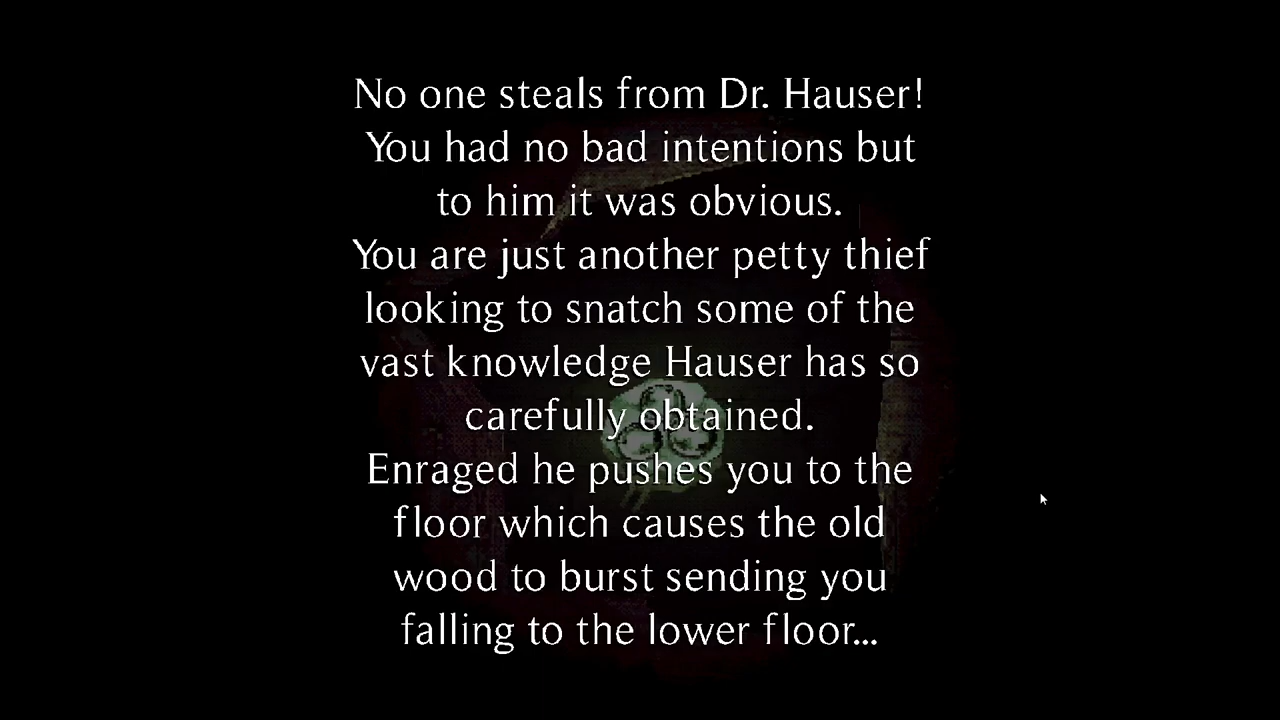 No one steals from Dr. Hauser!
You had no bad intentions but
to him it was obvious.
You are just another petty thief
looking to snatch some of the
vast knowledge Hauser has so
carefully obtained.
Enraged he pushes you to the
floor which causes the old
wood to burst sending you
falling to the lower floor...